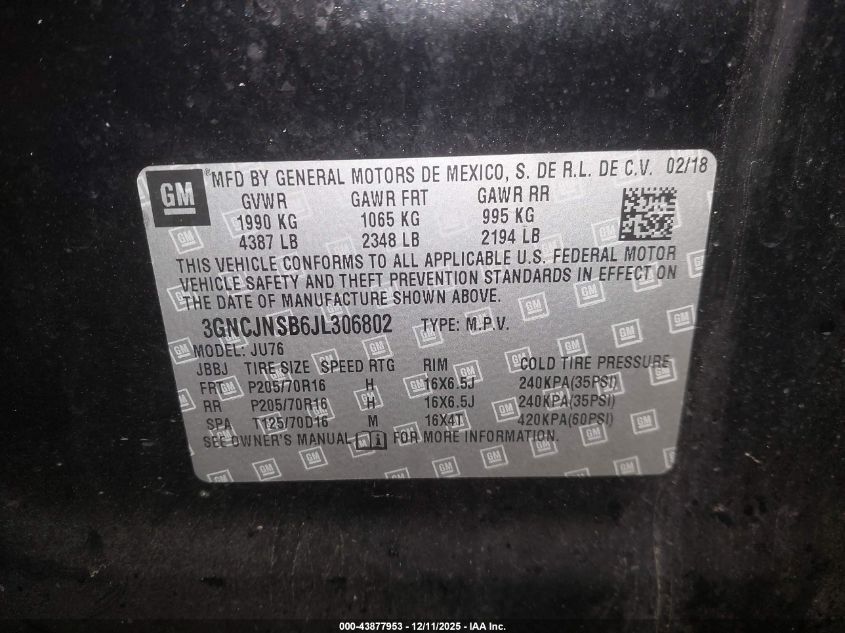 GM ® MFD BY GENERAL MOTORS DE MEXICO, S. DE R.L. DE C.V. 02/18
GVWR GAWR FRT GAWR RR
1990 KG 1065 KG 995 KG
4387 LB 2348 LB 2194 LB
THIS VEHICLE CONFORMS TO ALL APPLICABLE U.S. FEDERAL MOTOR
VEHICLE SAFETY AND THEFT PREVENTION STANDARDS IN EFFECT ON
THE DATE OF MANUFACTURE SHOWN ABOVE.
3GNCJNSB6JL306802 TYPE: M.P.V.
MODEL: JU76
JBBJ TIRE SIZE SPEED RTG RIM COLD TIRE PRESSURE
FRT P205/70R16 H 16X6.5J 240KPA(35PSI)
RR P205/70R16 H 16X6.5J 240KPA(35PSI)
SPA T125/70D16 M 16X4T 420KPA(60PSI)
SEE OWNER'S MANUAL i FOR MORE INFORMATION.
000-43877953 - 12/11/2025 - IAA Inc.